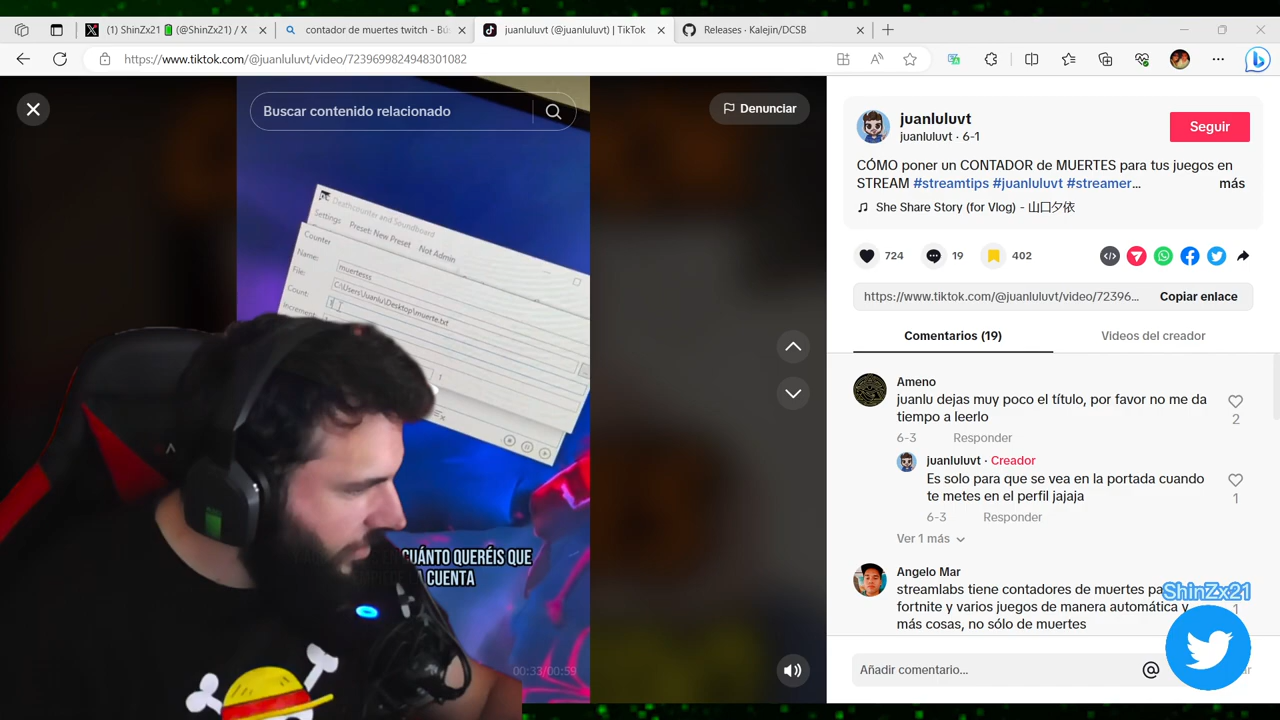 (1) ShinZx21 (@ShinZx21) / X
contador de muertes twitch - Bú
juanluluvt (@juanluluvt) | TikTok
Releases · Kalejin/DCSB
https://www.tiktok.com/@juanluluvt/video/7239699824948301082
Buscar contenido relacionado
Denunciar
Deathcounter and Soundboard
Settings Preset: New Preset Not Admin
Counter
Name: muertesss
File: C:\Users\Juanlu\Desktop\muerte.txt
Count:
Increment
1
CUÁNTO QUERÉIS QUE
CUENTA
00:33/00:59
juanluluvt
juanluluvt · 6-1
Seguir
CÓMO poner un CONTADOR de MUERTES para tus juegos en
STREAM #streamtips #juanluluvt #streamer...
más
She Share Story (for Vlog) - 山口夕依
724
19
402
https://www.tiktok.com/@juanluluvt/video/72396...
Copiar enlace
Comentarios (19)
Videos del creador
Ameno
juanlu dejas muy poco el título, por favor no me da
tiempo a leerlo
2
6-3
Responder
juanluluvt · Creador
Es solo para que se vea en la portada cuando
te metes en el perfil jajaja
1
6-3
Responder
Ver 1 más
Angelo Mar
streamlabs tiene contadores de muertes pa
fortnite y varios juegos de manera automática y
más cosas, no sólo de muertes
1
ShinZx21
Añadir comentario...